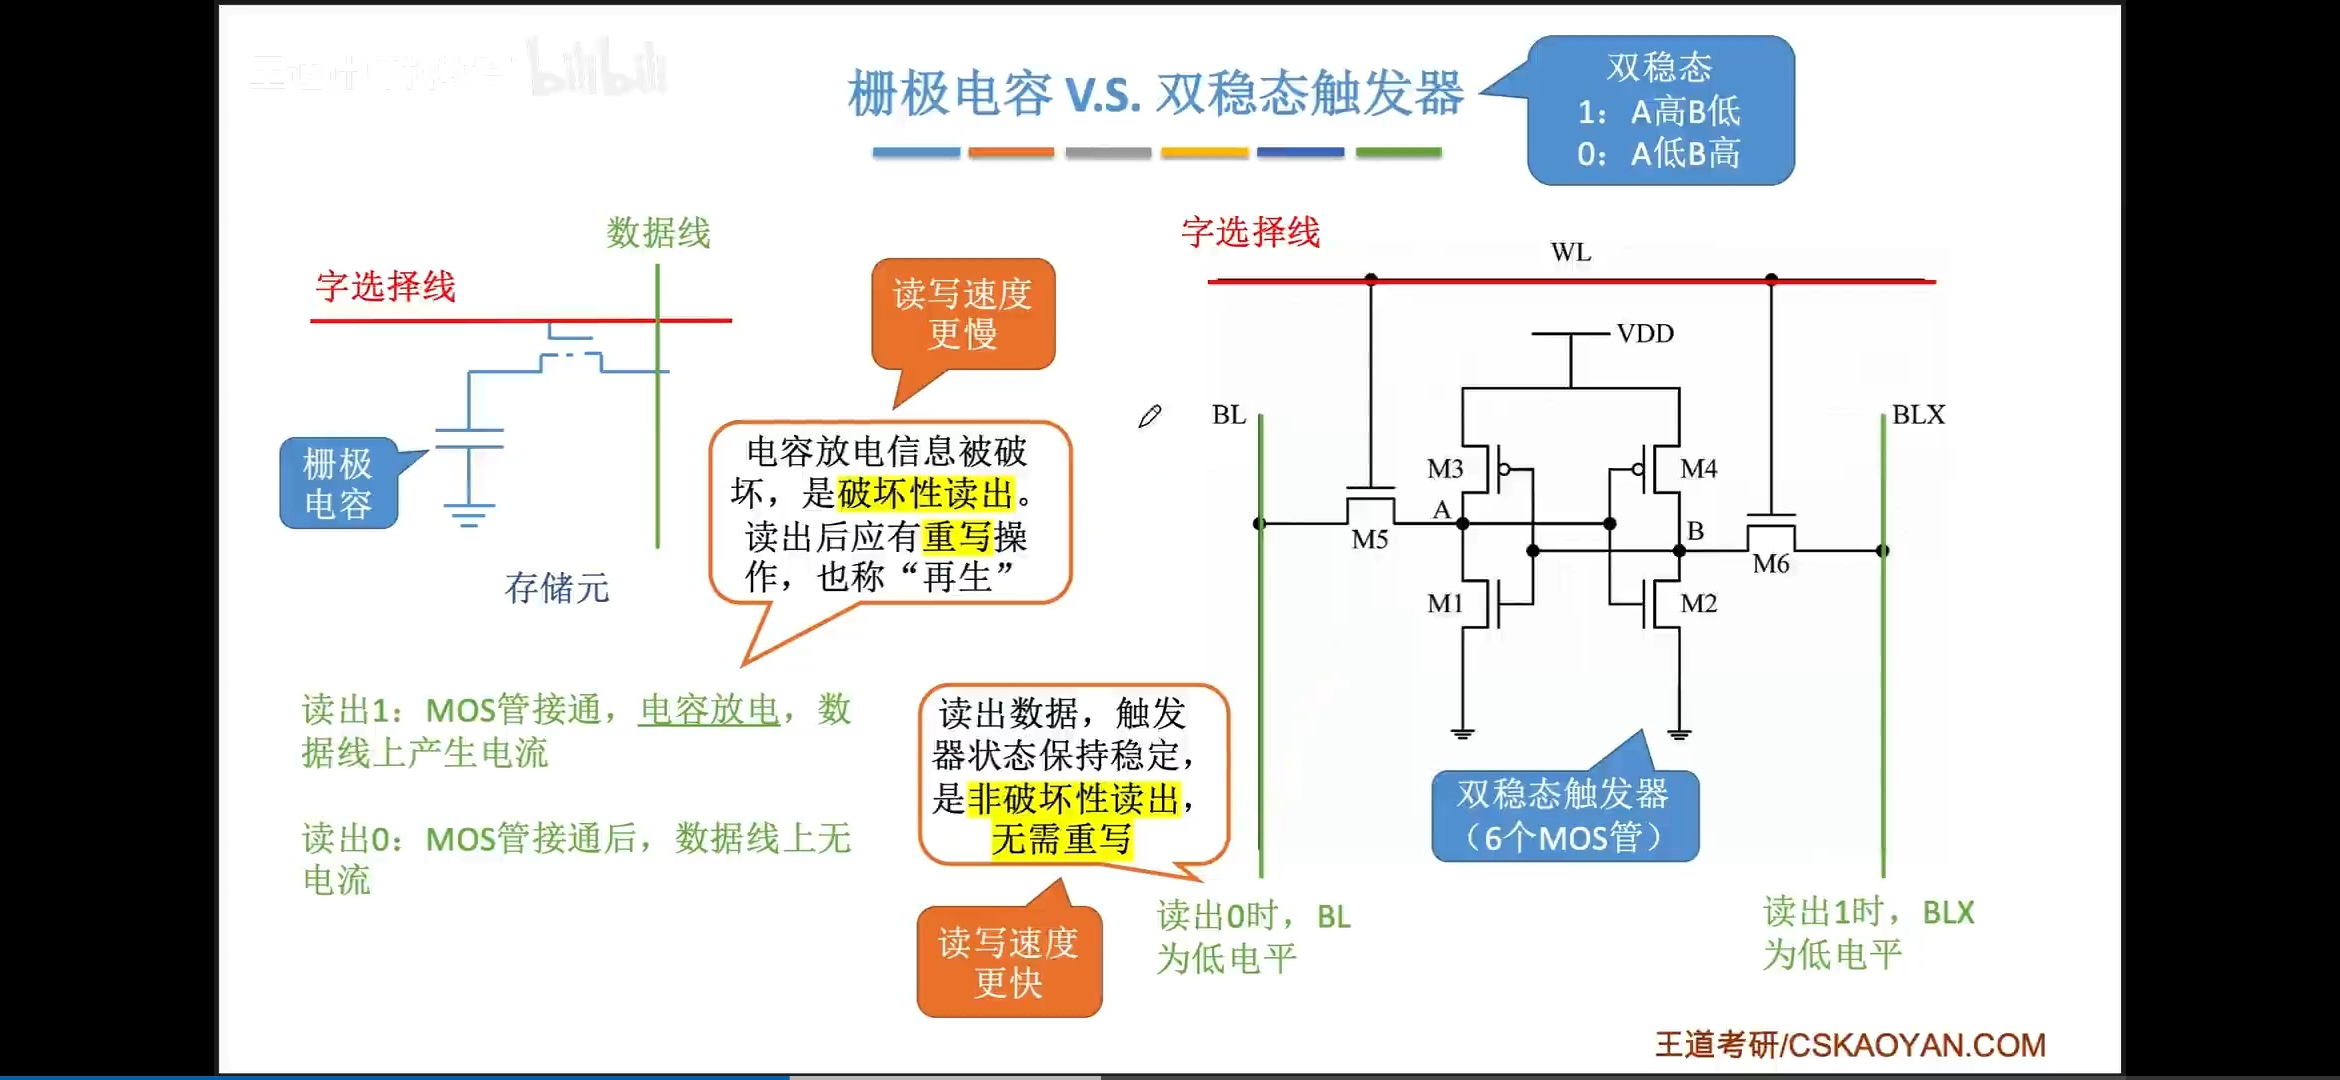 bilibili
栅极电容 V.S. 双稳态触发器
双稳态
1：A高B低
0：A低B高
数据线
字选择线
栅极
电容
存储元
读写速度
更慢
电容放电信息被破
坏，是破坏性读出。
读出后应有重写操
作，也称“再生”
读出1：MOS管接通，电容放电，数
据线上产生电流
读出0：MOS管接通后，数据线上无
电流
字选择线
WL
VDD
BL
BLX
M3
M4
A
B
M5
M6
M1
M2
双稳态触发器
（6个MOS管）
读出数据，触发
器状态保持稳定，
是非破坏性读出，
无需重写
读写速度
更快
读出0时，BL
为低电平
读出1时，BLX
为低电平
王道考研/CSKAOYAN.COM